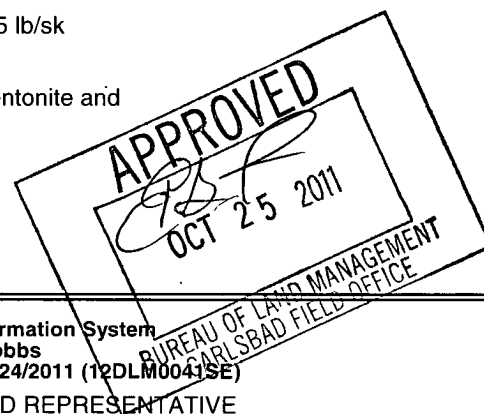 5 lb/sk
entonite and
APPROVED
OCT 25 2011
BUREAU OF LAND MANAGEMENT
CARLSBAD FIELD OFFICE
rmation System
obbs
24/2011 (12DLM0041SE)
D REPRESENTATIVE